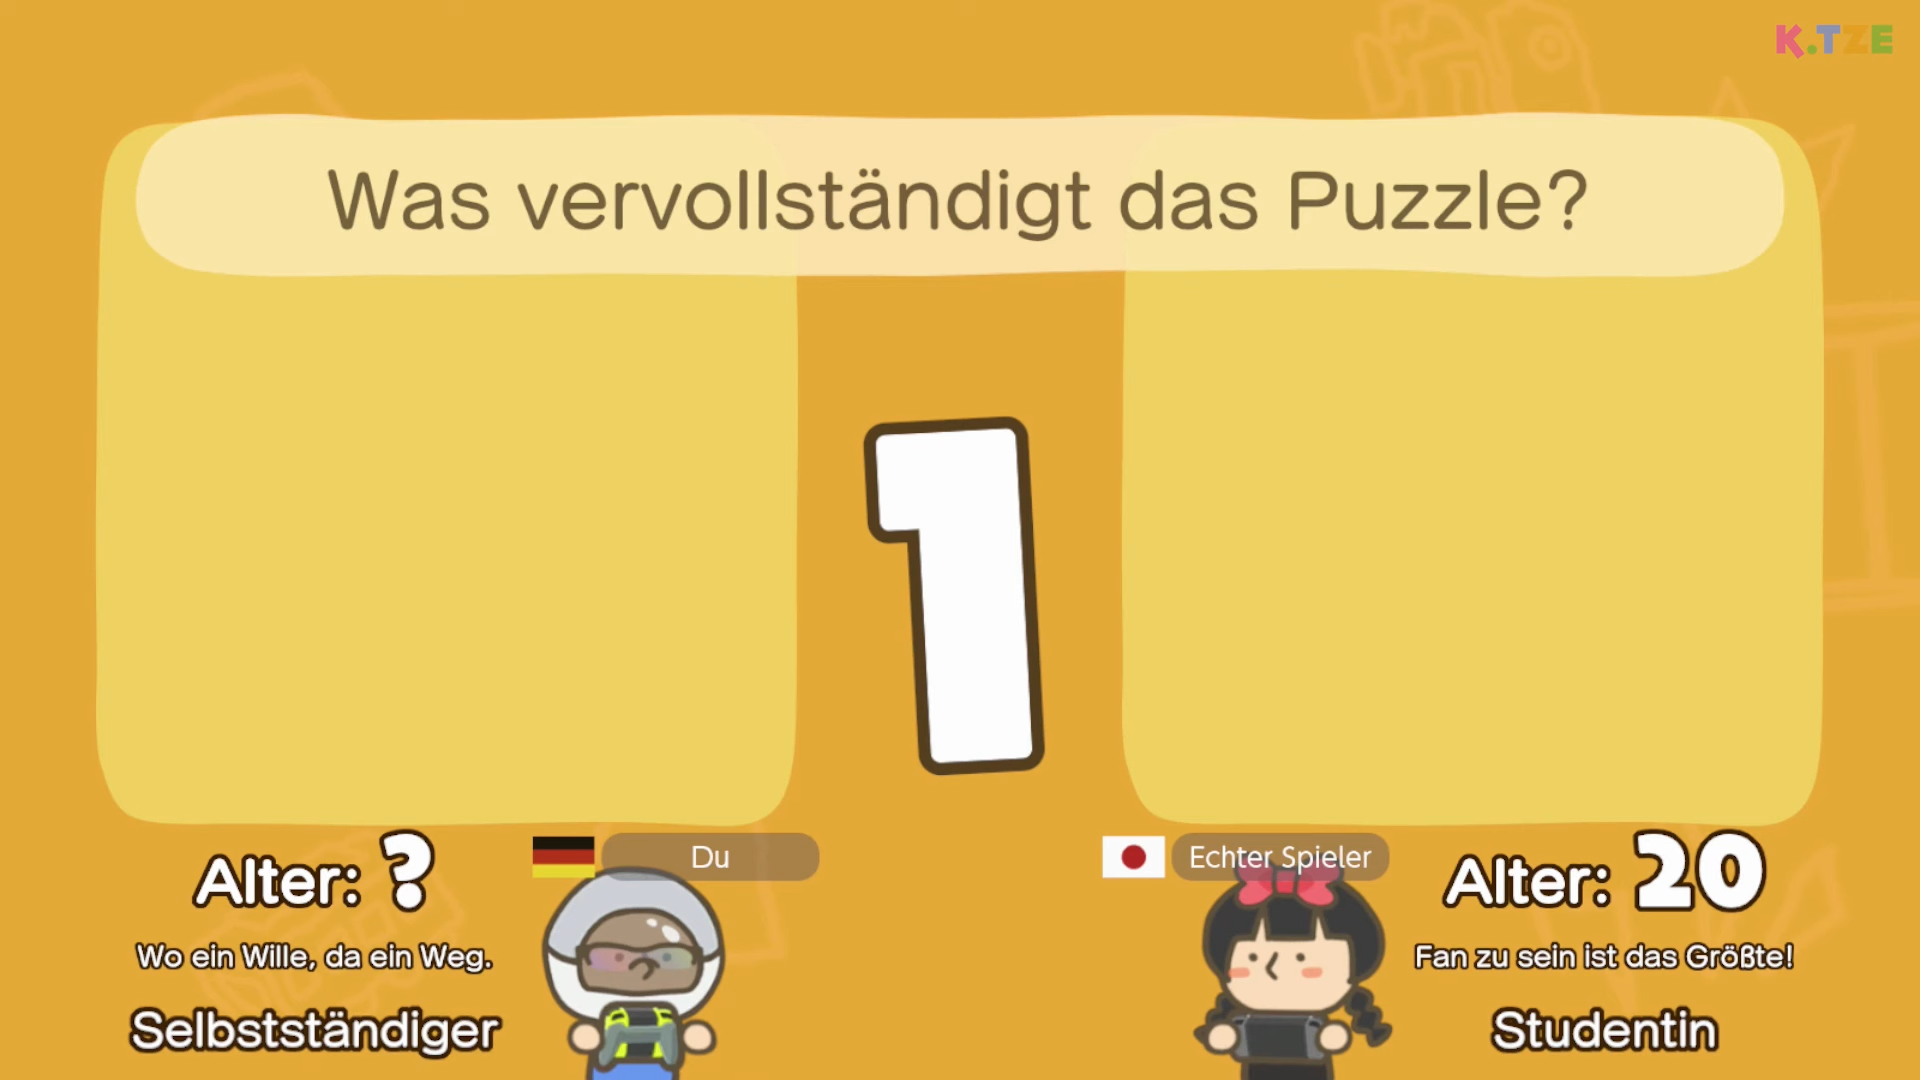 K.TZE
Was vervollständigt das Puzzle?
1
Alter: ?
Du
Echter Spieler
Alter: 20
Wo ein Wille, da ein Weg.
Fan zu sein ist das Größte!
Selbstständiger
Studentin